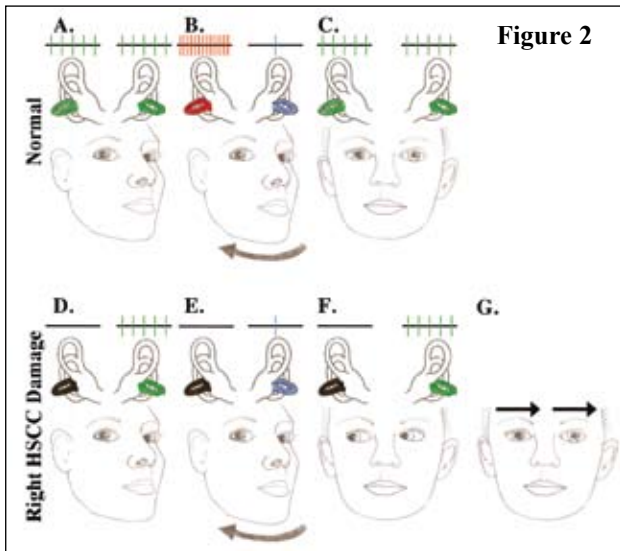 A.
B.
C.
Figure 2
Normal
D.
E.
F.
G.
Right HSCC Damage